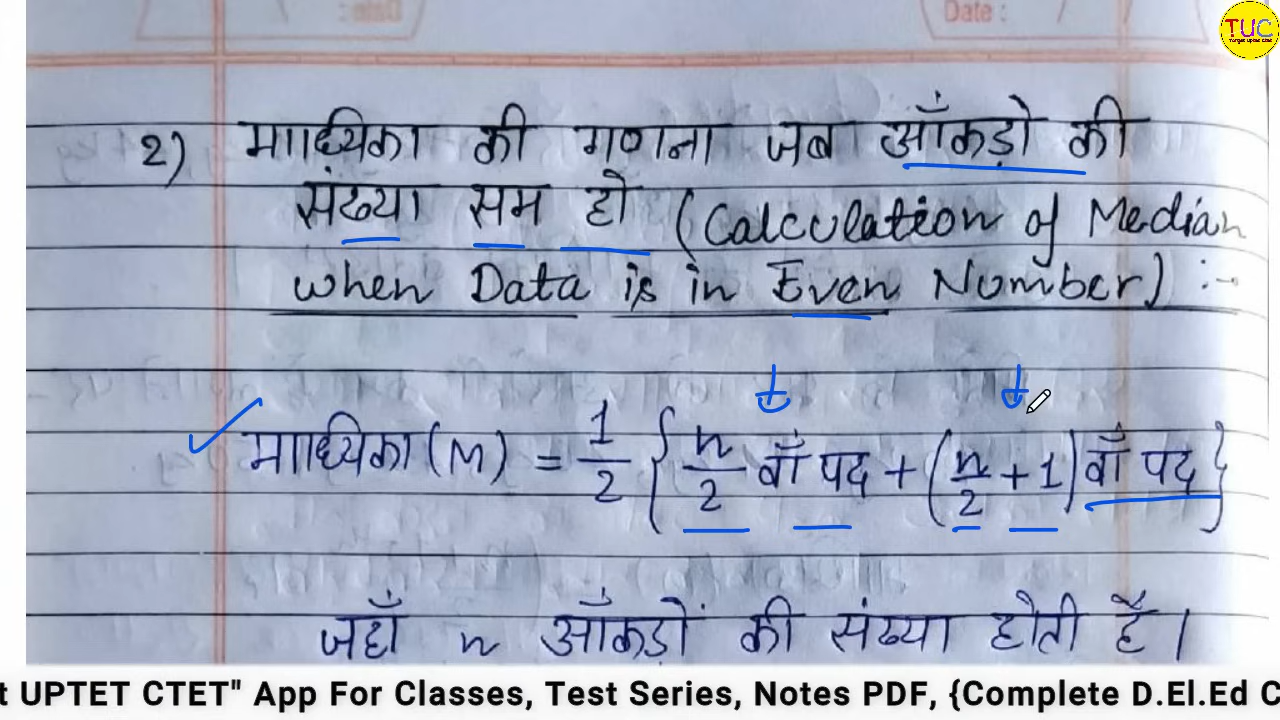 Date :
TUC
2) माध्यिका की गणना जब आँकड़ो की
संख्या सम हो (Calculation of Median
when Data is in Even Number) :-
माध्यिका (M) = 1/2 { n/2 वाँ पद + (n/2 + 1) वाँ पद }
जहाँ n आँकड़ों की संख्या होती है।
t UPTET CTET" App For Classes, Test Series, Notes PDF, {Complete D.El.Ed C